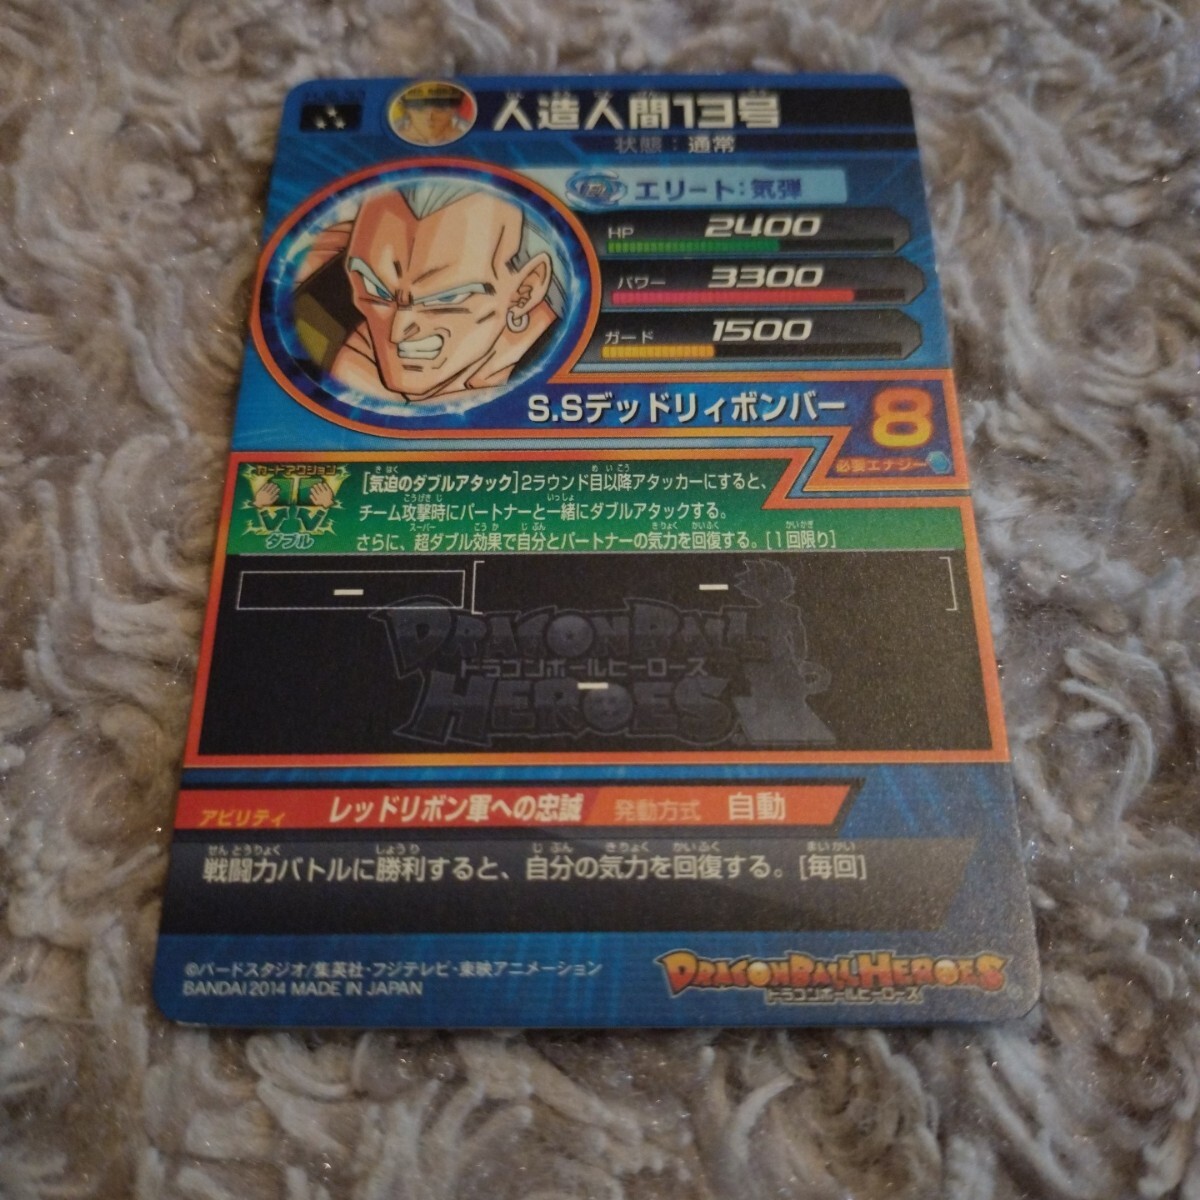 人造人間13号
状態：通常
エリート：気弾
HP 2400
パワー 3300
ガード 1500
S.Sデッドリィボンバー 8
必要エナジー
カードアクション
ダブル
[気迫のダブルアタック]2ラウンド目以降アタッカーにすると、
チーム攻撃時にパートナーと一緒にダブルアタックする。
さらに、超ダブル効果で自分とパートナーの気力を回復する。[1回限り]
ー ー
DRAGONBALL
ドラゴンボールヒーローズ
HEROES
ー
アビリティ レッドリボン軍への忠誠 発動方式 自動
戦闘力バトルに勝利すると、自分の気力を回復する。[毎回]
©バードスタジオ/集英社・フジテレビ・東映アニメーション
BANDAI 2014 MADE IN JAPAN
DRAGONBALL HEROES
ドラゴンボールヒーローズ